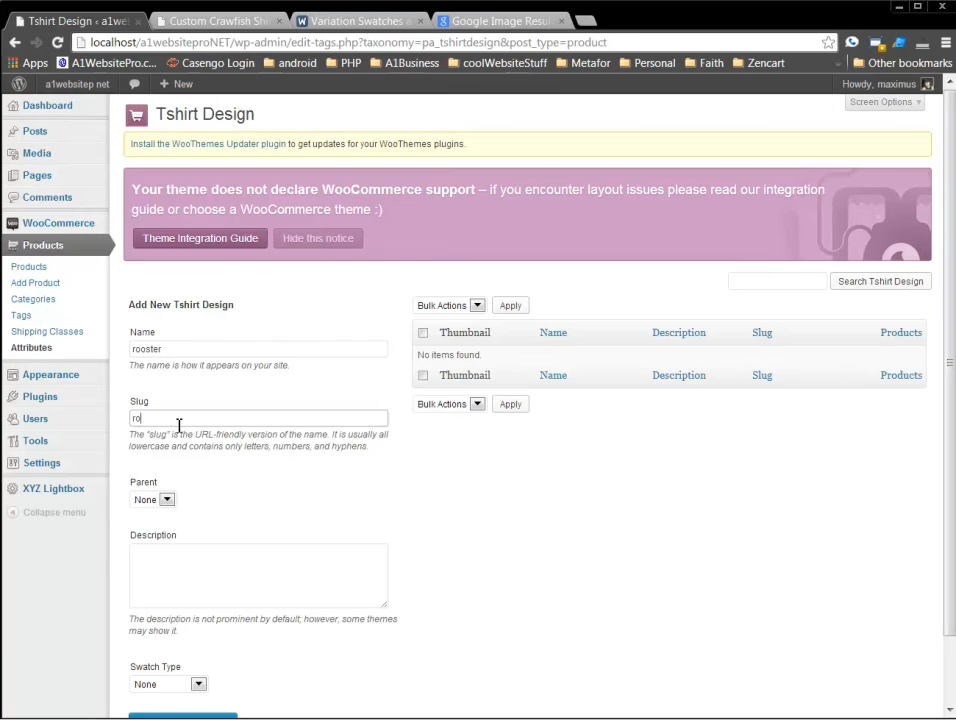 Tshirt Design ‹ a1we
Custom Crawfish Shi
Variation Swatches a
Google Image Resul
localhost/a1websiteproNET/wp-admin/edit-tags.php?taxonomy=pa_tshirtdesign&post_type=product
Apps A1WebsitePro.c... Casengo Login android PHP A1Business coolWebsiteStuff Metafor Personal Faith Zencart Other bookmarks
a1websitep net + New Howdy, maximus
Screen Options
Dashboard
Posts
Media
Pages
Comments
WooCommerce
Products
Products
Add Product
Categories
Tags
Shipping Classes
Attributes
Appearance
Plugins
Users
Tools
Settings
XYZ Lightbox
Collapse menu
Tshirt Design
Install the WooThemes Updater plugin to get updates for your WooThemes plugins.
Your theme does not declare WooCommerce support – if you encounter layout issues please read our integration
guide or choose a WooCommerce theme :)
Theme Integration Guide Hide this notice
Search Tshirt Design
Add New Tshirt Design
Name
rooster
The name is how it appears on your site.
Slug
ro
The "slug" is the URL-friendly version of the name. It is usually all
lowercase and contains only letters, numbers, and hyphens.
Parent
None
Description
The description is not prominent by default; however, some themes
may show it.
Swatch Type
None
Bulk Actions Apply
Thumbnail Name Description Slug Products
No items found.
Thumbnail Name Description Slug Products
Bulk Actions Apply